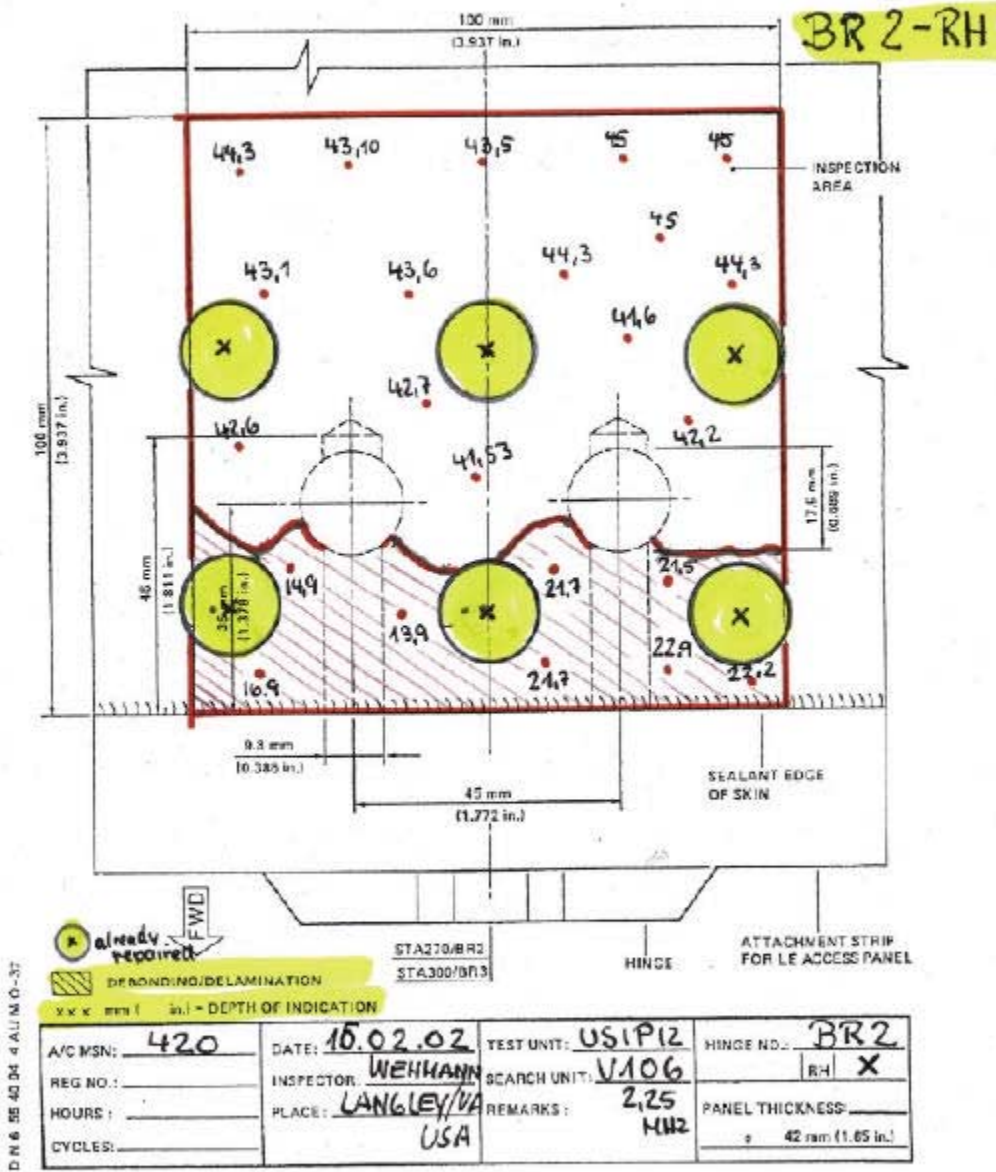 BR 2-RH
100 mm
(3.937 in.)
44,3
43,10
43,5
45
45
INSPECTION
AREA
45
43,1
43,6
44,3
44,3
41,6
100 mm
(3.937 in.)
42,7
42,6
42,2
41,53
17.5 mm
(0.689 in.)
46 mm
(1.811 in.)
35 mm
(1.378 in.)
14,9
21,7
21,5
13,9
16.9
21,7
22,9
22,2
9.8 mm
(0.386 in.)
SEALANT EDGE
OF SKIN
45 mm
(1.772 in.)
FWD
x already
repaired
STA270/BR2
STA300/BR3
HINGE
ATTACHMENT STRIP
FOR LE ACCESS PANEL
DEBONDING/DELAMINATION
x x x mm ( in.) = DEPTH OF INDICATION
A/C MSN: 420
DATE:
TEST UNIT: USIP12
HINGE NO.: BR2
REG NO.:
INSPECTOR: WEHMANN
SEARCH UNIT: V106
RH X
HOURS :
PLACE: LANGLEY/VA
USA
REMARKS : 2,25
MHz
PANEL THICKNESS:
CYCLES:
42 mm (1.65 in.)